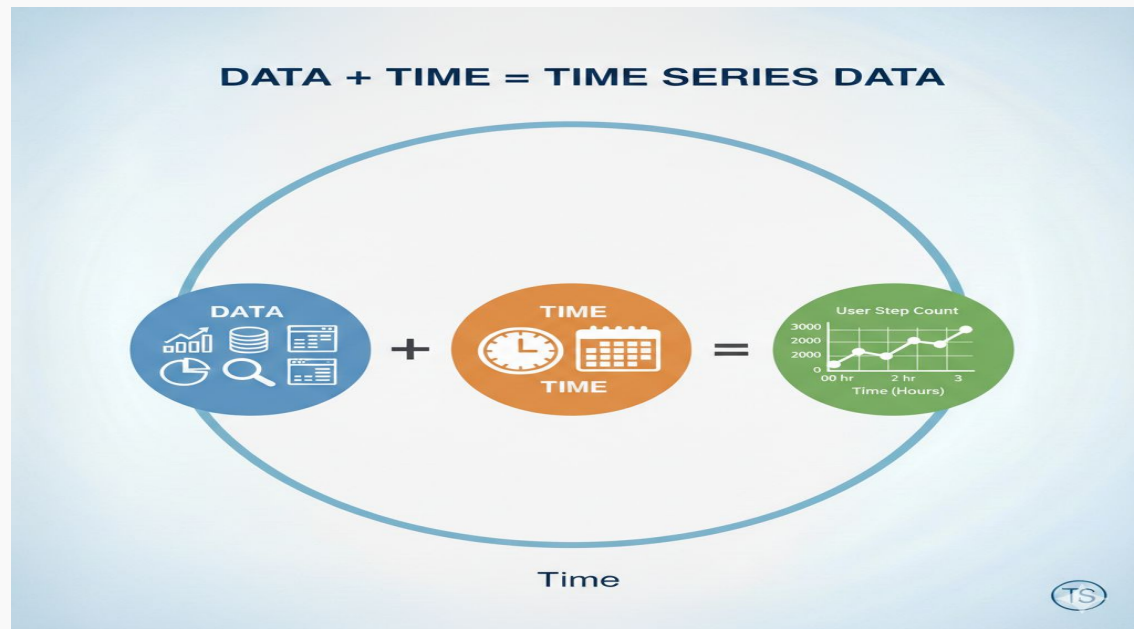 DATA + TIME = TIME SERIES DATA
DATA
+
TIME
TIME
=
User Step Count
3000
2000
2000
0
00 hr 2 hr 3
Time (Hours)
Time
TS